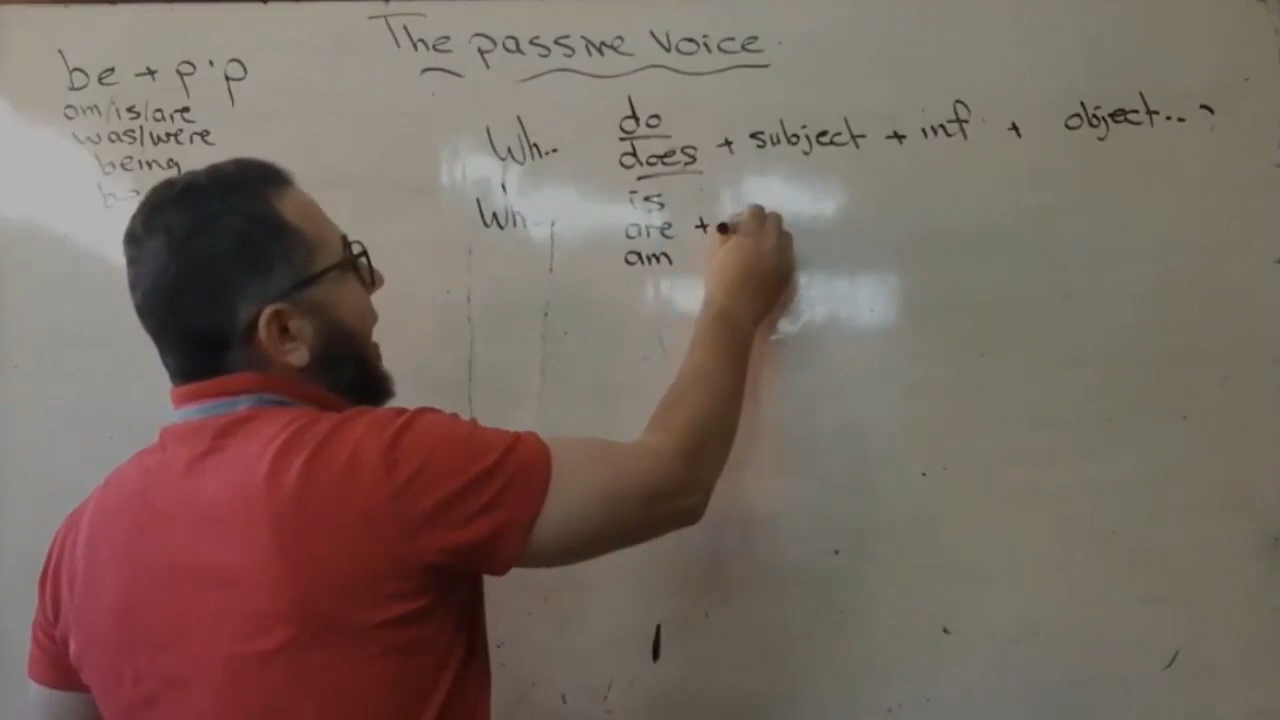 The passive voice.
be + p.p
am/is/are
was/were
being
Wh.. do + subject + inf + object.. ?
does
Wh.. is
are +
am